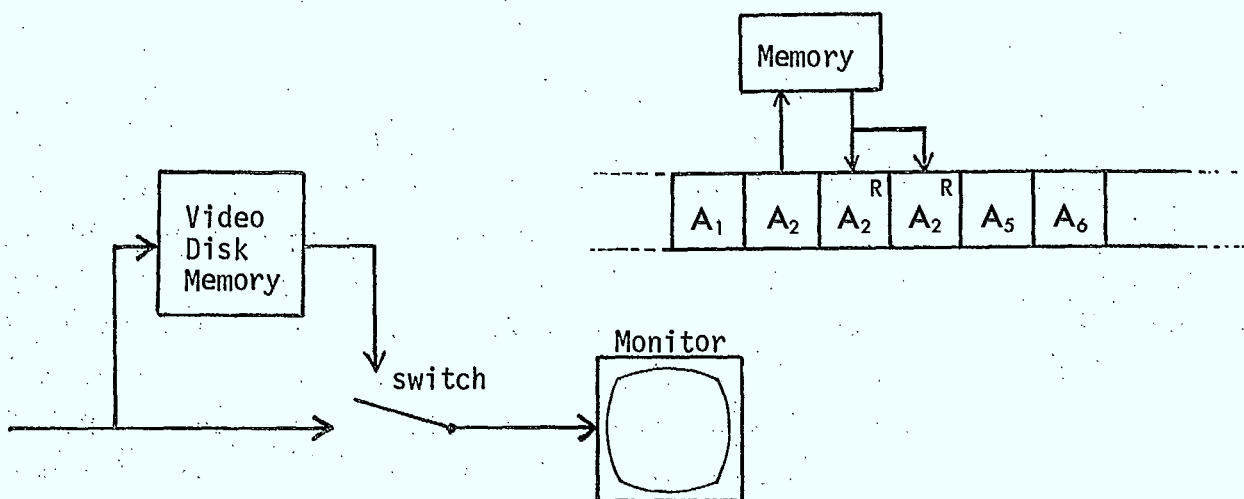 Memory
R R
A₁ A₂ A₂ A₂ A₅ A₆
Video
Disk
Memory
Monitor
switch